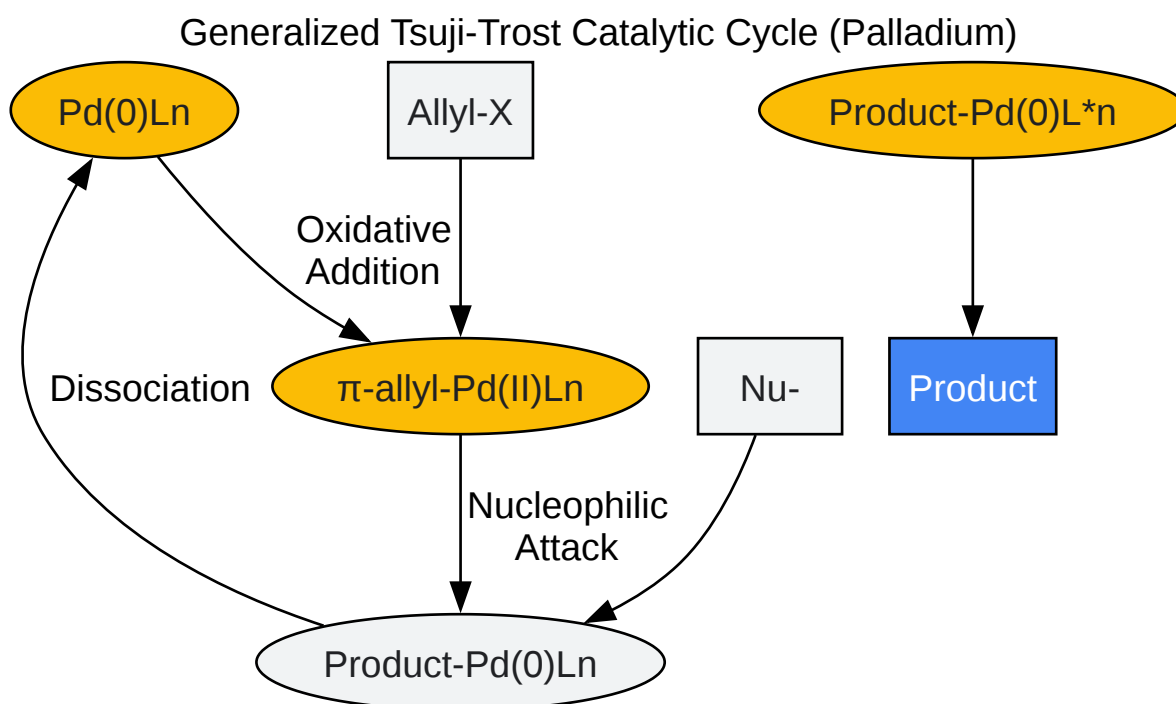 Generalized Tsuji-Trost Catalytic Cycle (Palladium)
Pd(0)Ln
Allyl-X
Product-Pd(0)L*n
Oxidative
Addition
Dissociation
π-allyl-Pd(II)Ln
Nu-
Product
Nucleophilic
Attack
Product-Pd(0)Ln